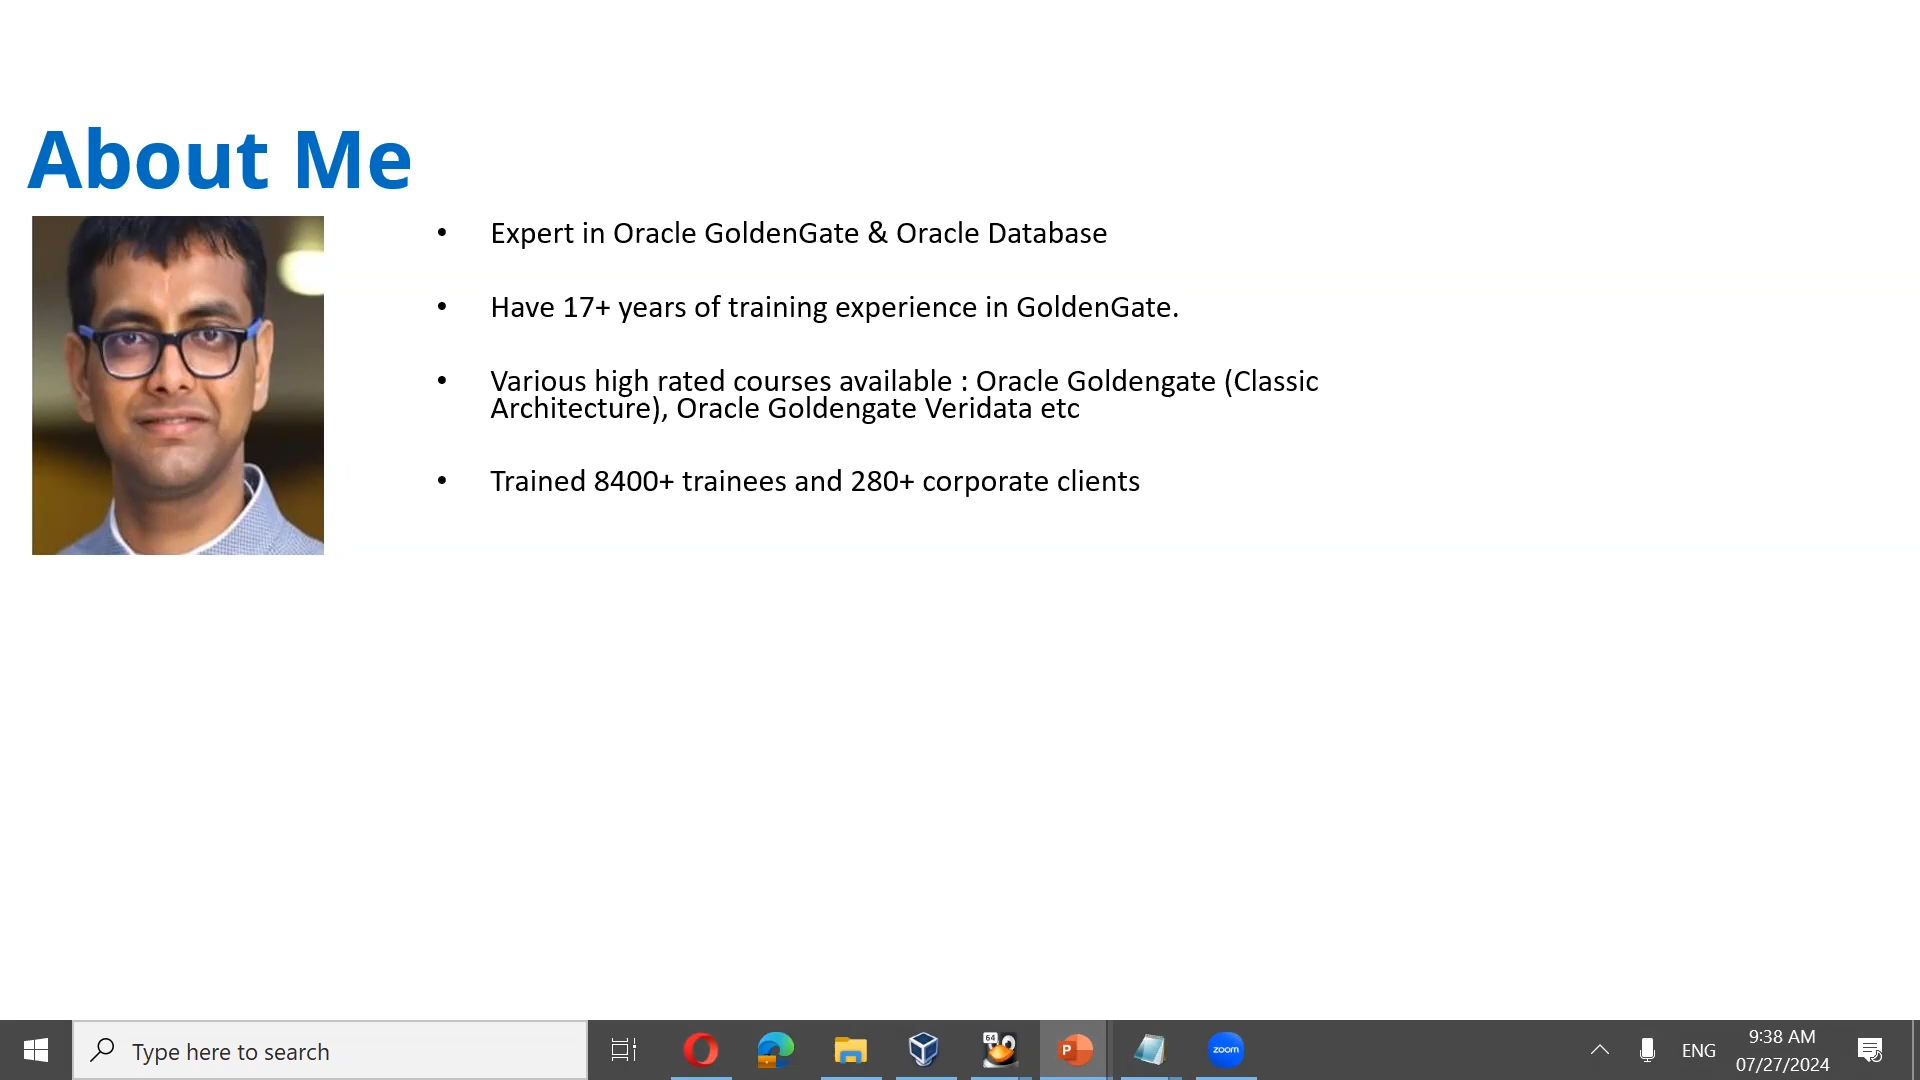 About Me
• Expert in Oracle GoldenGate & Oracle Database
• Have 17+ years of training experience in GoldenGate.
• Various high rated courses available : Oracle Goldengate (Classic
Architecture), Oracle Goldengate Veridata etc
• Trained 8400+ trainees and 280+ corporate clients
Type here to search
64
P
zoom
ENG
9:38 AM
07/27/2024